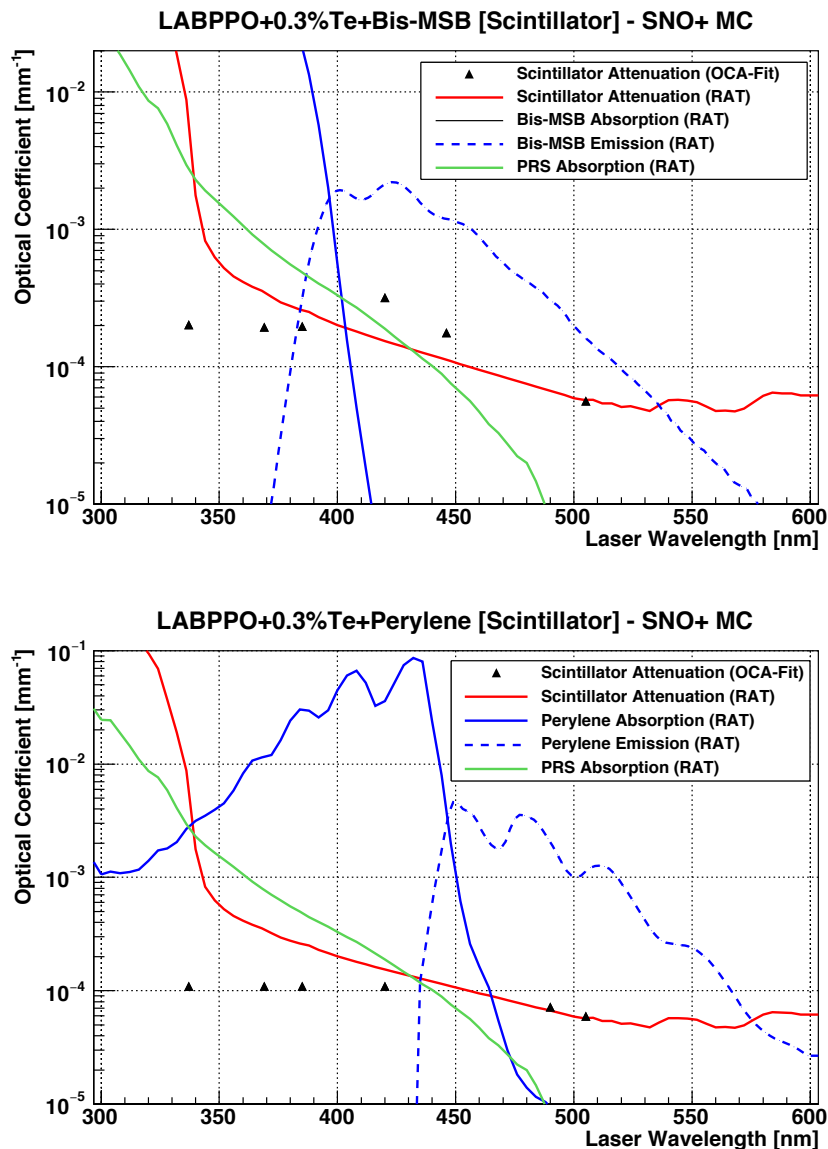 LABPPO+0.3%Te+Bis-MSB [Scintillator] - SNO+ MC
Optical Coefficient [mm⁻¹]
10⁻²
10⁻³
10⁻⁴
10⁻⁵
Scintillator Attenuation (OCA-Fit)
Scintillator Attenuation (RAT)
Bis-MSB Absorption (RAT)
Bis-MSB Emission (RAT)
PRS Absorption (RAT)
300 350 400 450 500 550 600
Laser Wavelength [nm]
LABPPO+0.3%Te+Perylene [Scintillator] - SNO+ MC
Optical Coefficient [mm⁻¹]
10⁻¹
10⁻²
10⁻³
10⁻⁴
10⁻⁵
Scintillator Attenuation (OCA-Fit)
Scintillator Attenuation (RAT)
Perylene Absorption (RAT)
Perylene Emission (RAT)
PRS Absorption (RAT)
300 350 400 450 500 550 600
Laser Wavelength [nm]